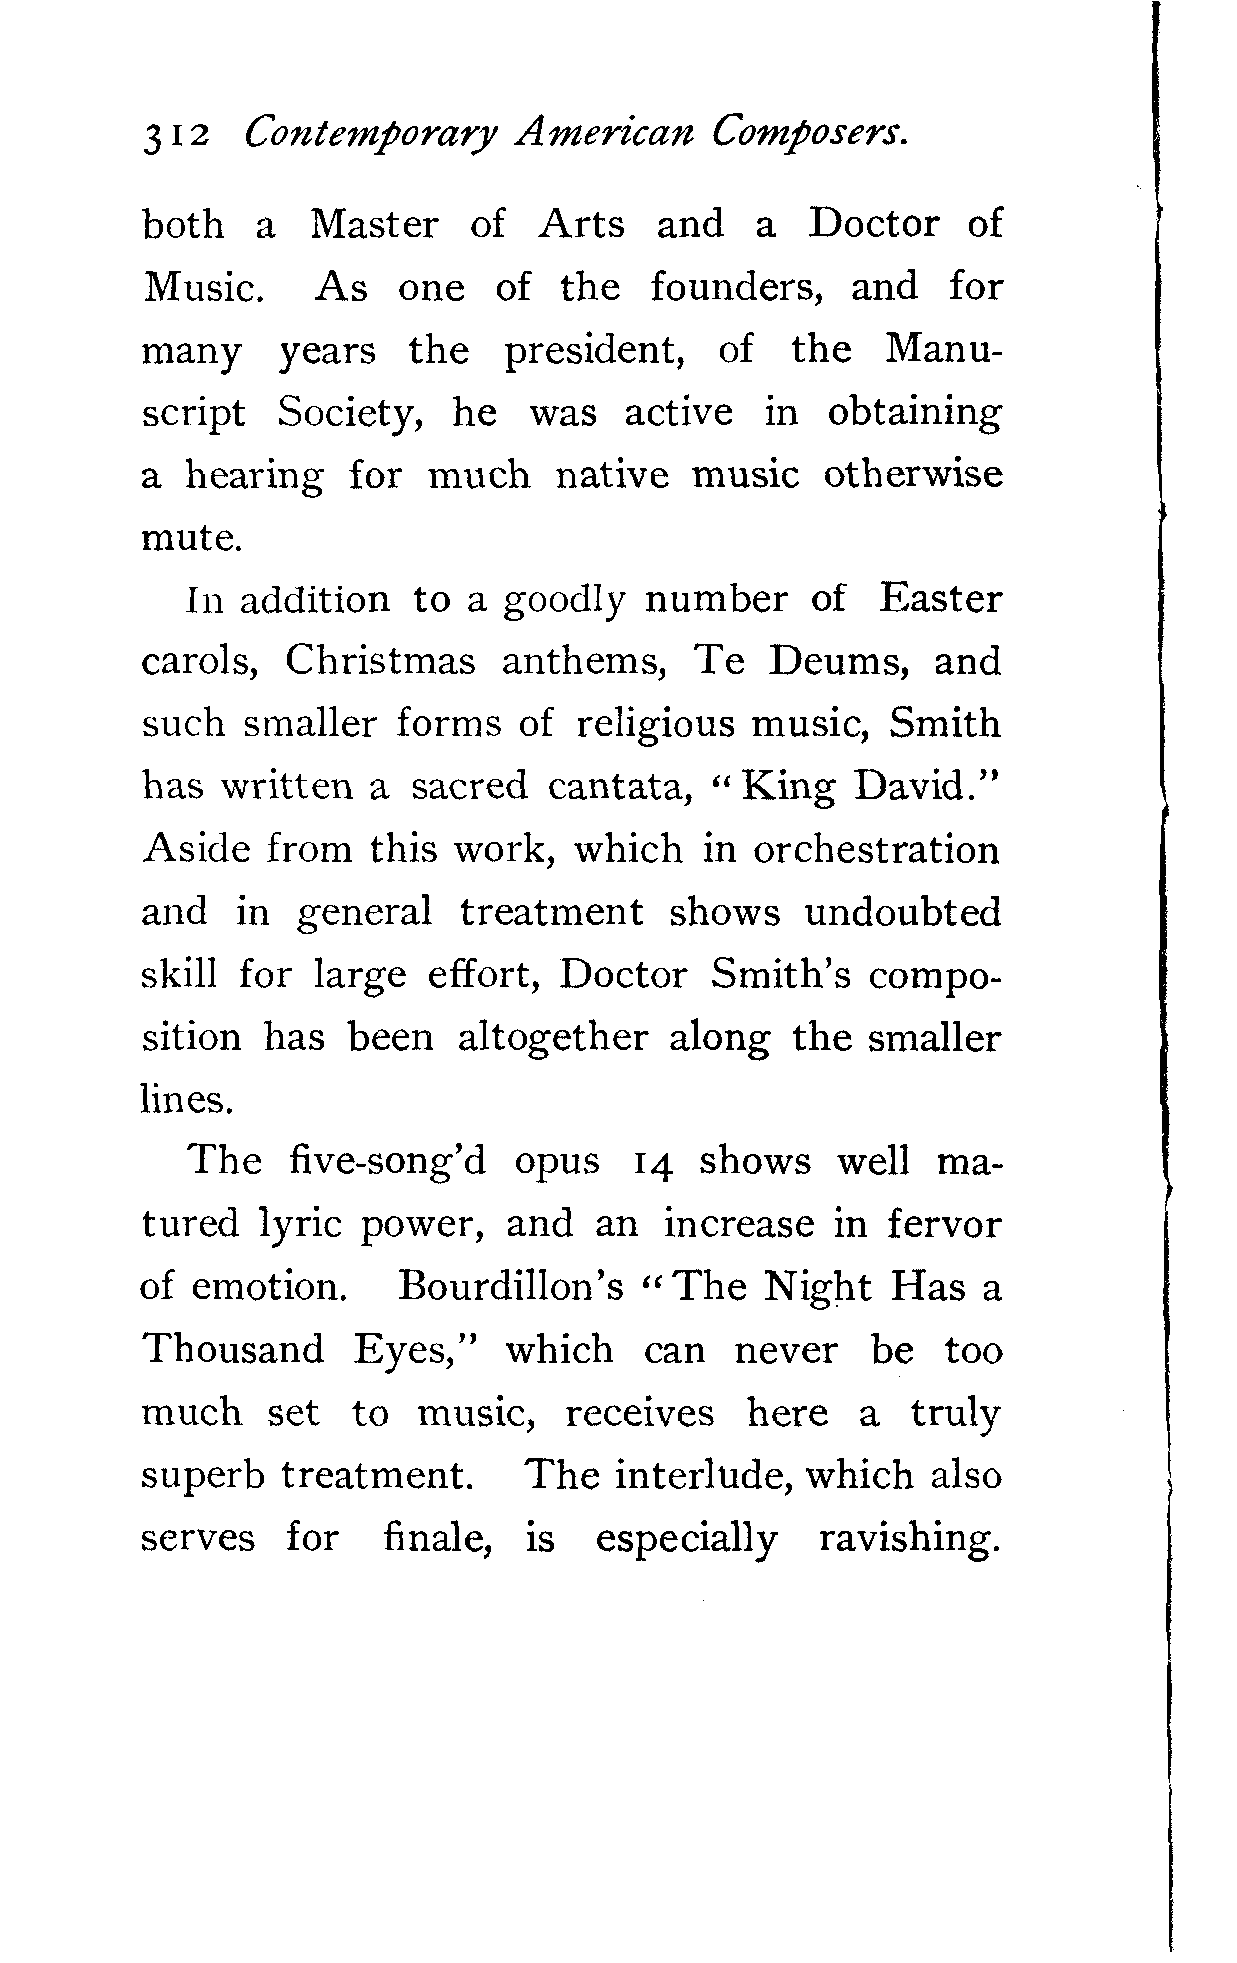 312 Contemporary American Composers.
both a Master of Arts and a Doctor of
Music. As one of the founders, and for
many years the president, of the Manu-
script Society, he was active in obtaining
a hearing for much native music otherwise
mute.
In addition to a goodly number of Easter
carols, Christmas anthems, Te Deums, and
such smaller forms of religious music, Smith
has written a sacred cantata, “King David.”
Aside from this work, which in orchestration
and in general treatment shows undoubted
skill for large effort, Doctor Smith’s compo-
sition has been altogether along the smaller
lines.
The five-song’d opus 14 shows well ma-
tured lyric power, and an increase in fervor
of emotion. Bourdillon’s “The Night Has a
Thousand Eyes,” which can never be too
much set to music, receives here a truly
superb treatment. The interlude, which also
serves for finale, is especially ravishing.